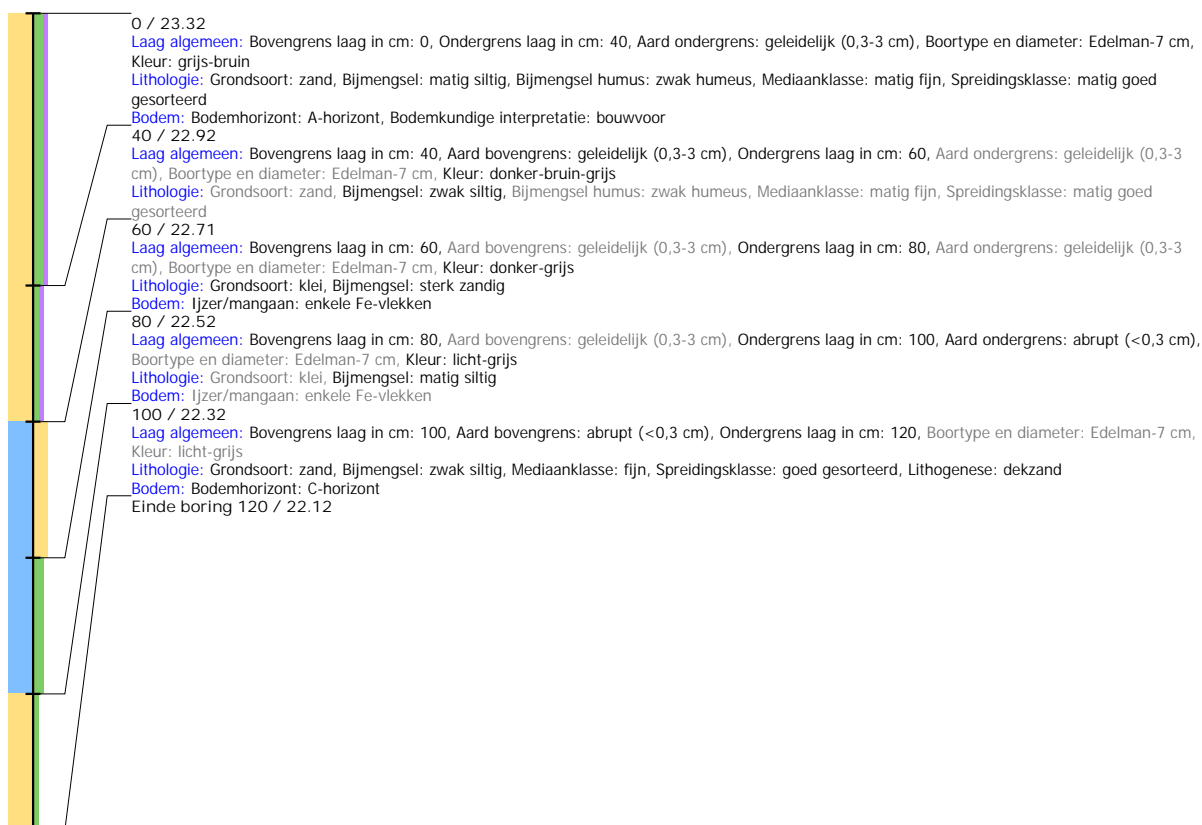 0 / 23.32
Laag algemeen: Bovengrens laag in cm: 0, Ondergrens laag in cm: 40, Aard ondergrens: geleidelijk (0,3-3 cm), Boortype en diameter: Edelman-7 cm,
Kleur: grijs-bruin
Lithologie: Grondsoort: zand, Bijmengsel: matig siltig, Bijmengsel humus: zwak humeus, Mediaanklasse: matig fijn, Spreidingsklasse: matig goed
gesorteerd
Bodem: Bodemhorizont: A-horizont, Bodemkundige interpretatie: bouwvoor
40 / 22.92
Laag algemeen: Bovengrens laag in cm: 40, Aard bovengrens: geleidelijk (0,3-3 cm), Ondergrens laag in cm: 60, Aard ondergrens: geleidelijk (0,3-3
cm), Boortype en diameter: Edelman-7 cm, Kleur: donker-bruin-grijs
Lithologie: Grondsoort: zand, Bijmengsel: zwak siltig, Bijmengsel humus: zwak humeus, Mediaanklasse: matig fijn, Spreidingsklasse: matig goed
gesorteerd
60 / 22.71
Laag algemeen: Bovengrens laag in cm: 60, Aard bovengrens: geleidelijk (0,3-3 cm), Ondergrens laag in cm: 80, Aard ondergrens: geleidelijk (0,3-3
cm), Boortype en diameter: Edelman-7 cm, Kleur: donker-grijs
Lithologie: Grondsoort: klei, Bijmengsel: sterk zandig
Bodem: Ijzer/mangaan: enkele Fe-vlekken
80 / 22.52
Laag algemeen: Bovengrens laag in cm: 80, Aard bovengrens: geleidelijk (0,3-3 cm), Ondergrens laag in cm: 100, Aard ondergrens: abrupt (<0,3 cm),
Boortype en diameter: Edelman-7 cm, Kleur: licht-grijs
Lithologie: Grondsoort: klei, Bijmengsel: matig siltig
Bodem: Ijzer/mangaan: enkele Fe-vlekken
100 / 22.32
Laag algemeen: Bovengrens laag in cm: 100, Aard bovengrens: abrupt (<0,3 cm), Ondergrens laag in cm: 120, Boortype en diameter: Edelman-7 cm,
Kleur: licht-grijs
Lithologie: Grondsoort: zand, Bijmengsel: zwak siltig, Mediaanklasse: fijn, Spreidingsklasse: goed gesorteerd, Lithogenese: dekzand
Bodem: Bodemhorizont: C-horizont
Einde boring 120 / 22.12